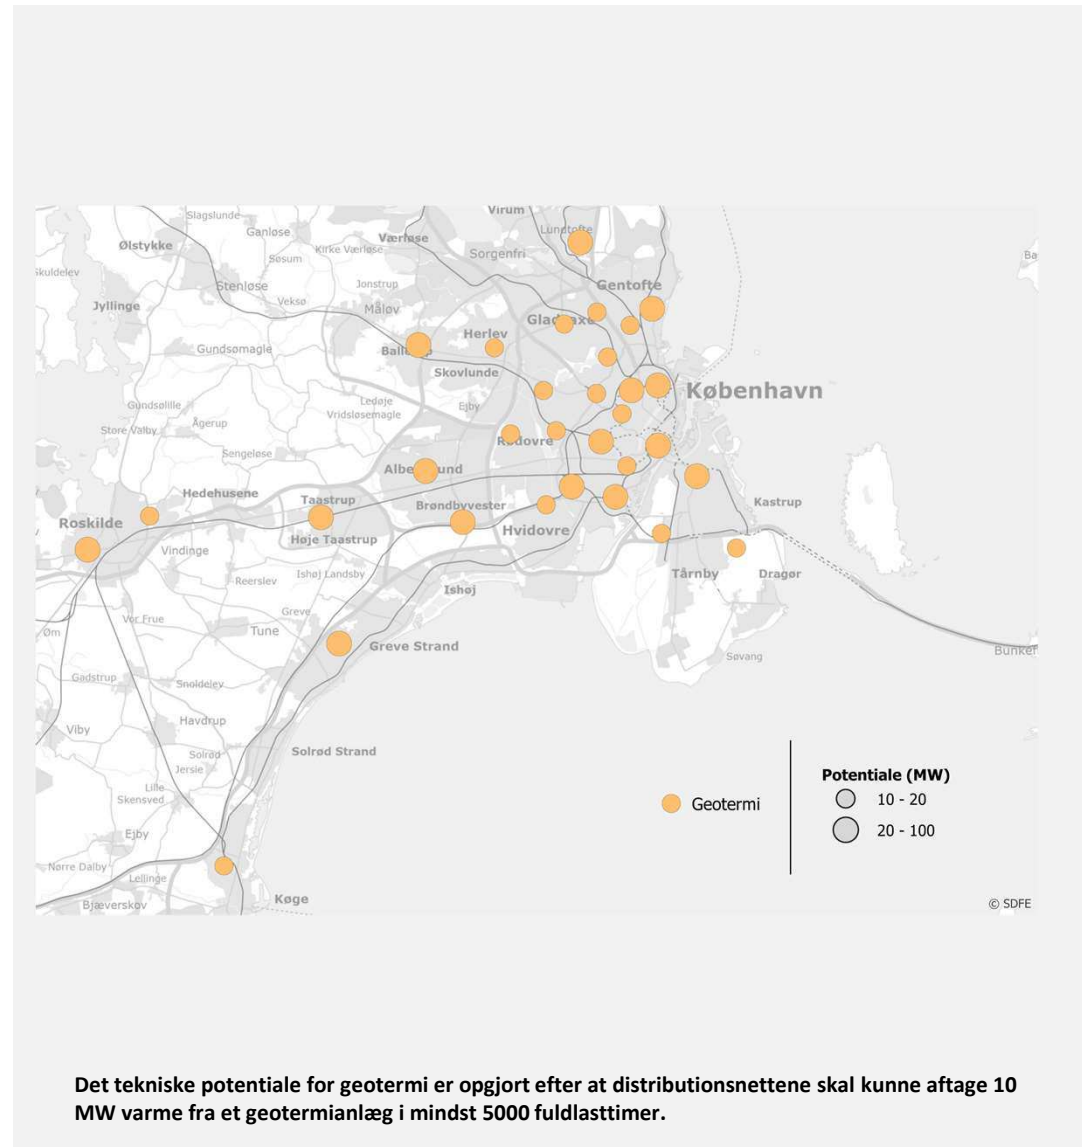 Virum
Slagslunde
Ganløse
Lundtofte
Ølstykke
Værløse
Kirke Værløse
Sorgenfri
Søsum
Skuldelev
Stenløse
Jonstrup
Gentofte
Veksø
Jyllinge
Måløv
Herlev
Gundsømagle
Skovlunde
København
Ledøje
Gundsølille
Ejby
Vridsløsemagle
Ågerup
Store Valby
Rødovre
Sengeløse
Hedehusene
Taastrup
Brøndbyvester
Kastrup
Roskilde
Hvidovre
Høje Taastrup
Vindinge
Ishøj Landsby
Tårnby
Dragør
Reerslev
Ishøj
Greve
Vor Frue
Tune
Øm
Greve Strand
Søvang
Gadstrup
Snoldelev
Havdrup
Viby
Solrød Strand
Solrød
Jersie
Potentiale (MW)
Lille
Skensved
Geotermi
10 - 20
20 - 100
Ejby
Nørre Dalby
Lellinge
Køge
Bjæverskov
© SDFE
Det tekniske potentiale for geotermi er opgjort efter at distributionsnettene skal kunne aftage 10
MW varme fra et geotermianlæg i mindst 5000 fuldlasttimer.